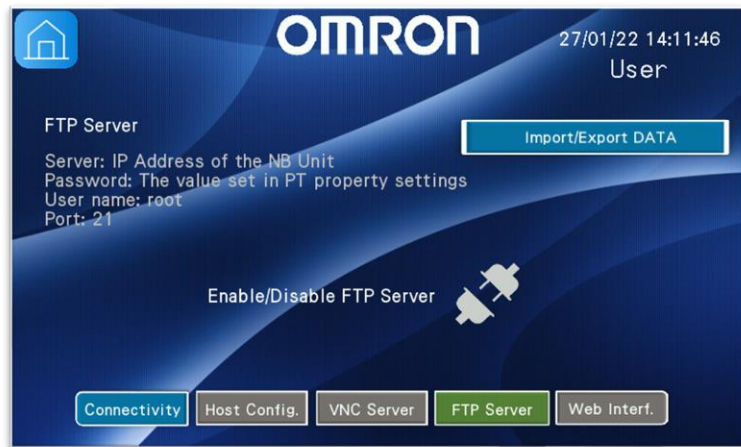 OMRON
27/01/22 14:11:46
User
FTP Server
Import/Export DATA
Server: IP Address of the NB Unit
Password: The value set in PT property settings
User name: root
Port: 21
Enable/Disable FTP Server
Connectivity
Host Config.
VNC Server
FTP Server
Web Interf.